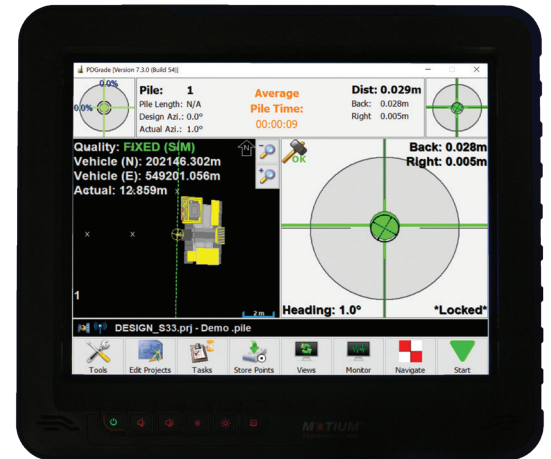 PDGrade [Version 7.3.0 (Build 54)]
0.0%
0.0%
Pile: 1
Pile Length: N/A
Design Azi.: 0.0°
Actual Azi.: 1.0°
Average
Pile Time:
00:00:09
Dist: 0.029m
Back: 0.028m
Right 0.005m
Quality: FIXED (SIM)
Vehicle (N): 202146.302m
Vehicle (E): 549201.056m
Actual: 12.859m
N
x
x
x
1
2 m
OK
Back: 0.028m
Right: 0.005m
Heading: 1.0°
*Locked*
DESIGN_S33.prj - Demo .pile
Tools
Edit Projects
Tasks
Store Points
Views
Monitor
Navigate
Start